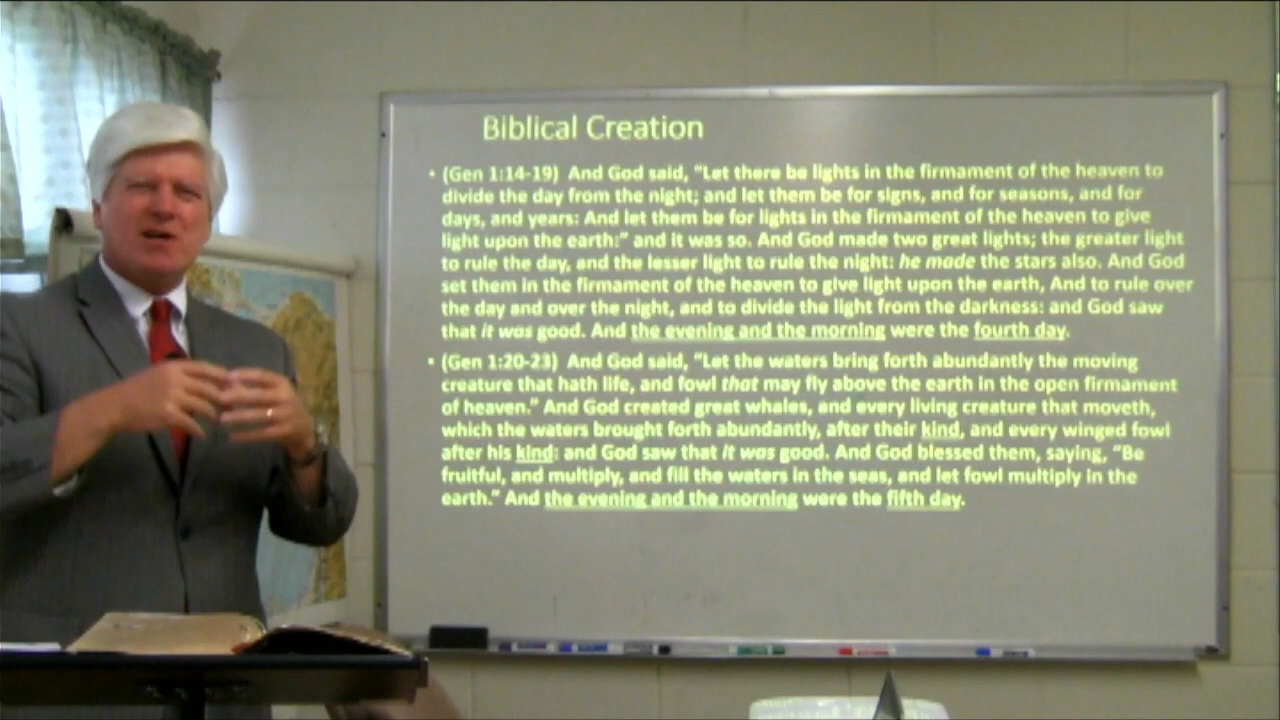 Biblical Creation
• (Gen 1:14-19) And God said, “Let there be lights in the firmament of the heaven to
divide the day from the night; and let them be for signs, and for seasons, and for
days, and years: And let them be for lights in the firmament of the heaven to give
light upon the earth:” and it was so. And God made two great lights; the greater light
to rule the day, and the lesser light to rule the night: he made the stars also. And God
set them in the firmament of the heaven to give light upon the earth, And to rule over
the day and over the night, and to divide the light from the darkness: and God saw
that it was good. And the evening and the morning were the fourth day.
• (Gen 1:20-23) And God said, “Let the waters bring forth abundantly the moving
creature that hath life, and fowl that may fly above the earth in the open firmament
of heaven.” And God created great whales, and every living creature that moveth,
which the waters brought forth abundantly, after their kind, and every winged fowl
after his kind: and God saw that it was good. And God blessed them, saying, “Be
fruitful, and multiply, and fill the waters in the seas, and let fowl multiply in the
earth.” And the evening and the morning were the fifth day.